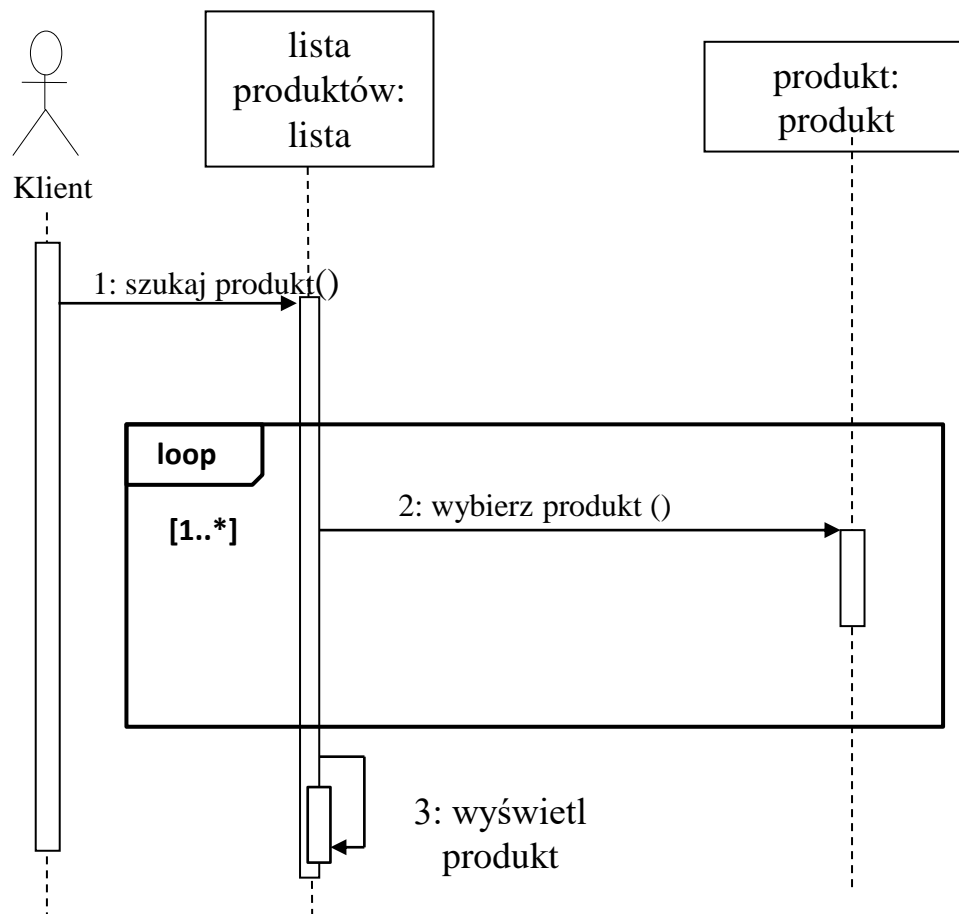 lista
produktów:
lista
produkt:
produkt
Klient
1: szukaj produkt()
loop
[1..*]
2: wybierz produkt ()
3: wyświetl
produkt